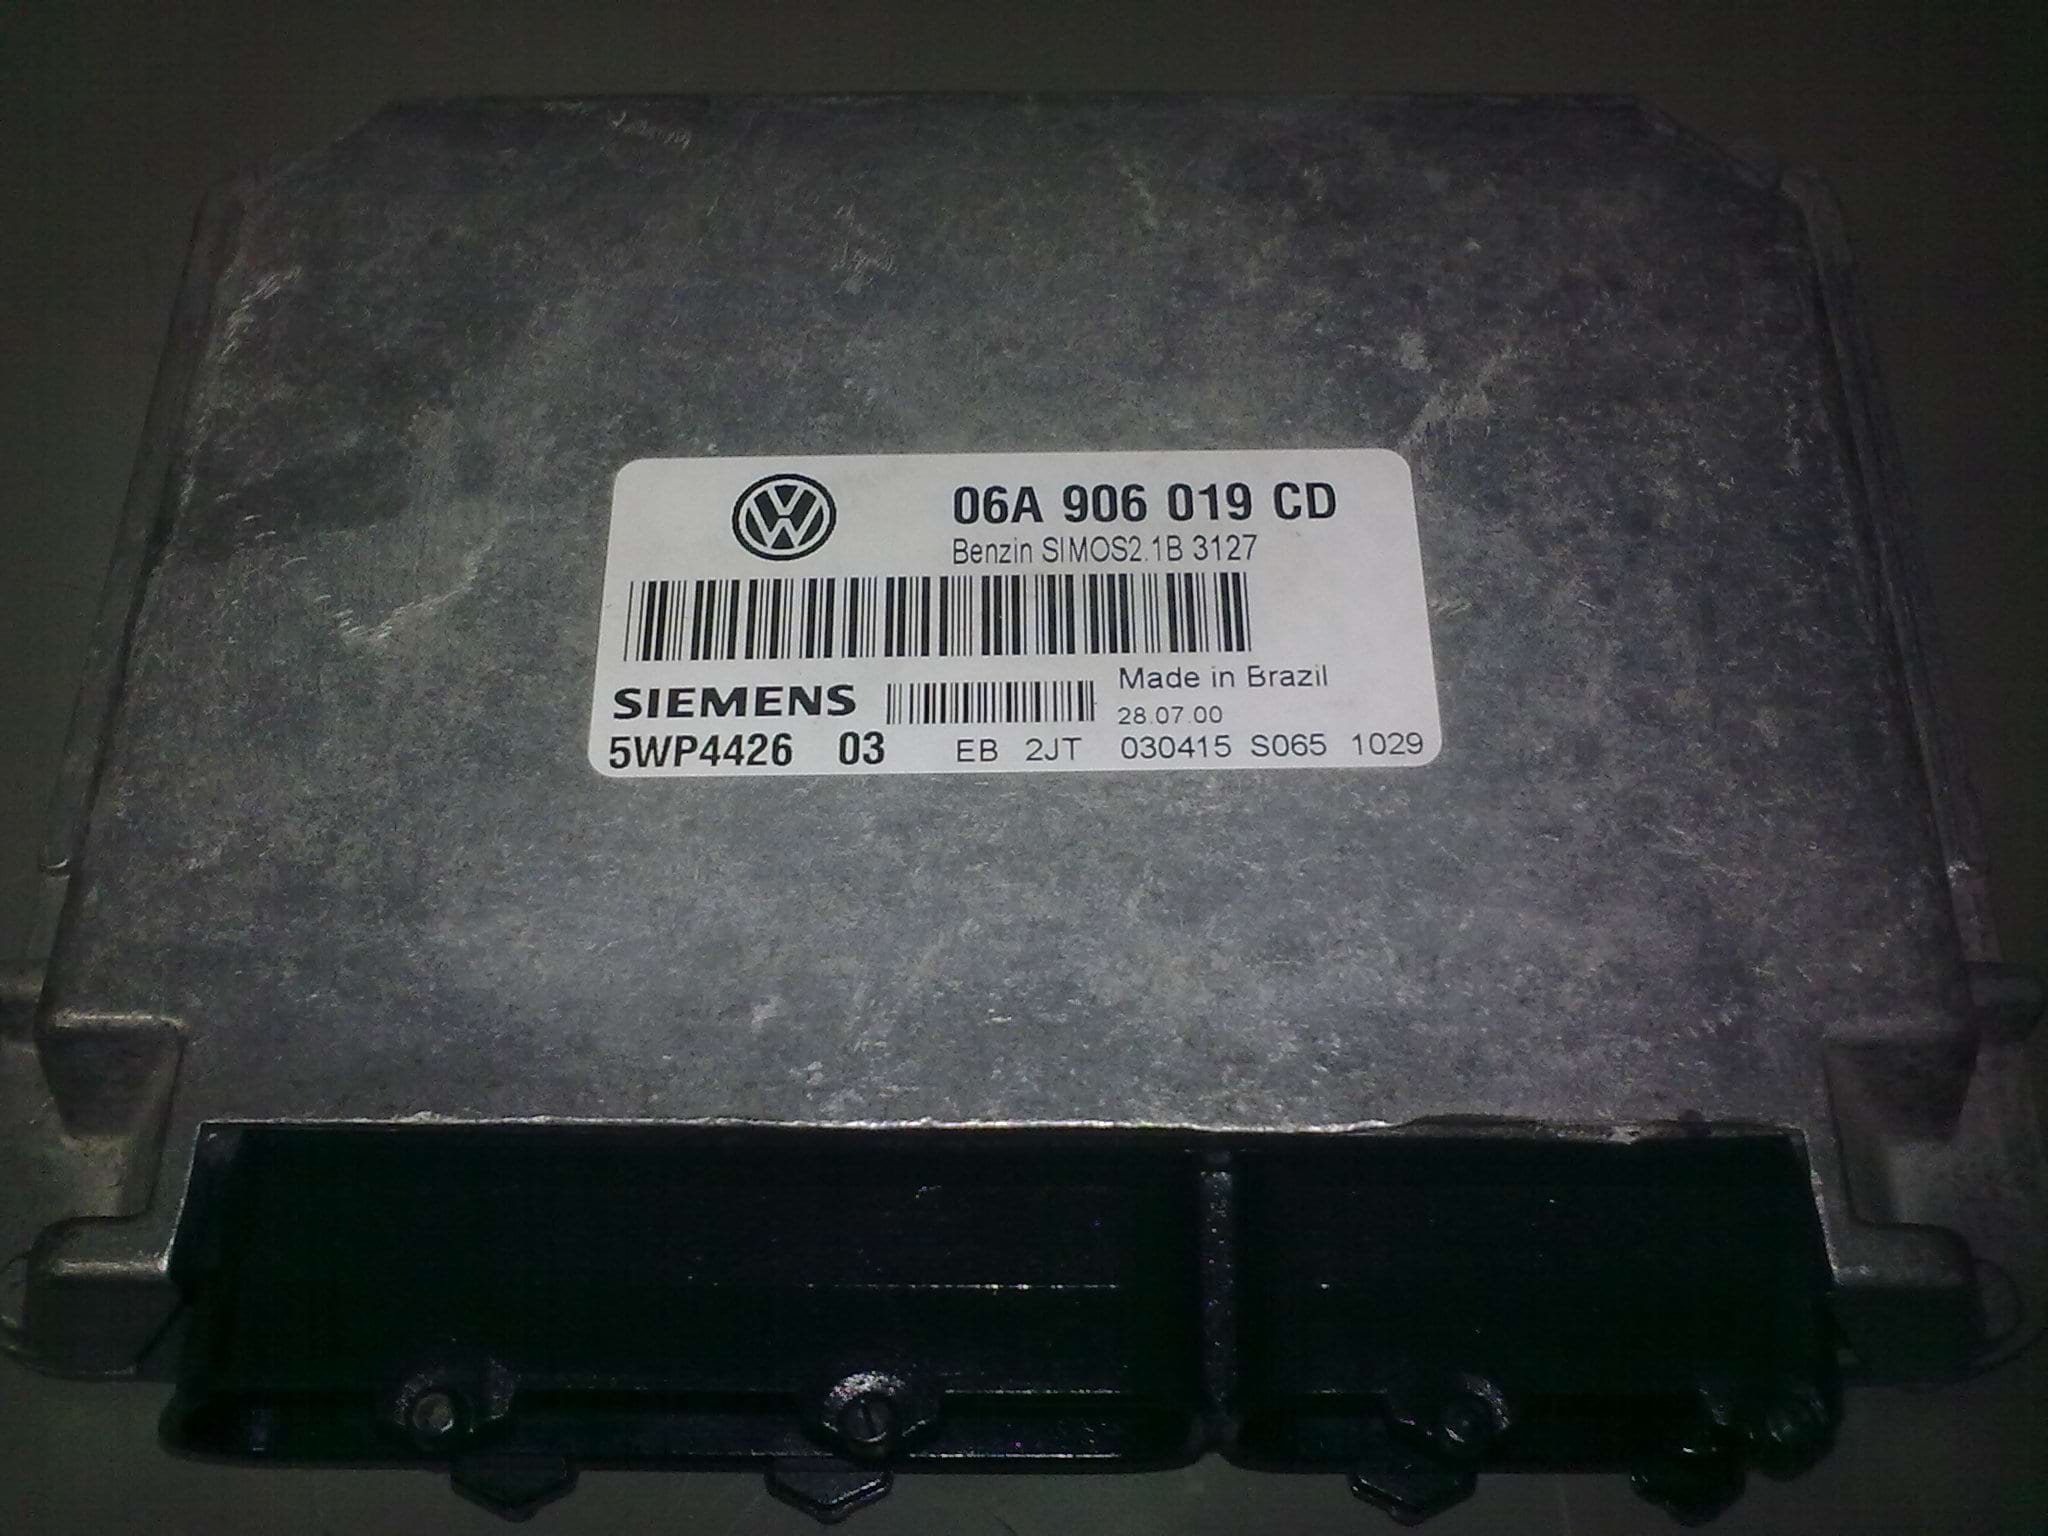 06A 906 019 CD
Benzin SIMOS2.1B 3127
SIEMENS
Made in Brazil
28.07.00
5WP4426 03 EB 2JT 030415 S065 1029